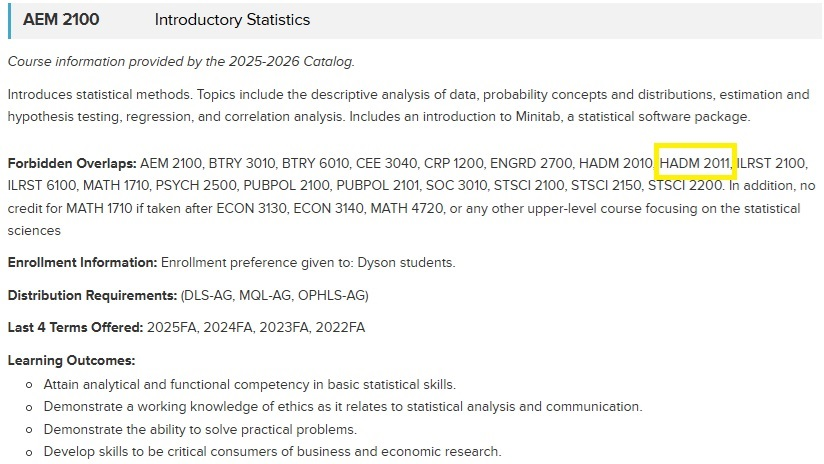 AEM 2100 Introductory Statistics
Course information provided by the 2025-2026 Catalog.
Introduces statistical methods. Topics include the descriptive analysis of data, probability concepts and distributions, estimation and
hypothesis testing, regression, and correlation analysis. Includes an introduction to Minitab, a statistical software package.
Forbidden Overlaps: AEM 2100, BTRY 3010, BTRY 6010, CEE 3040, CRP 1200, ENGRD 2700, HADM 2010, HADM 2011, ILRST 2100,
ILRST 6100, MATH 1710, PSYCH 2500, PUBPOL 2100, PUBPOL 2101, SOC 3010, STSCI 2100, STSCI 2150, STSCI 2200. In addition, no
credit for MATH 1710 if taken after ECON 3130, ECON 3140, MATH 4720, or any other upper-level course focusing on the statistical
sciences
Enrollment Information: Enrollment preference given to: Dyson students.
Distribution Requirements: (DLS-AG, MQL-AG, OPHLS-AG)
Last 4 Terms Offered: 2025FA, 2024FA, 2023FA, 2022FA
Learning Outcomes:
Attain analytical and functional competency in basic statistical skills.
Demonstrate a working knowledge of ethics as it relates to statistical analysis and communication.
Demonstrate the ability to solve practical problems.
Develop skills to be critical consumers of business and economic research.